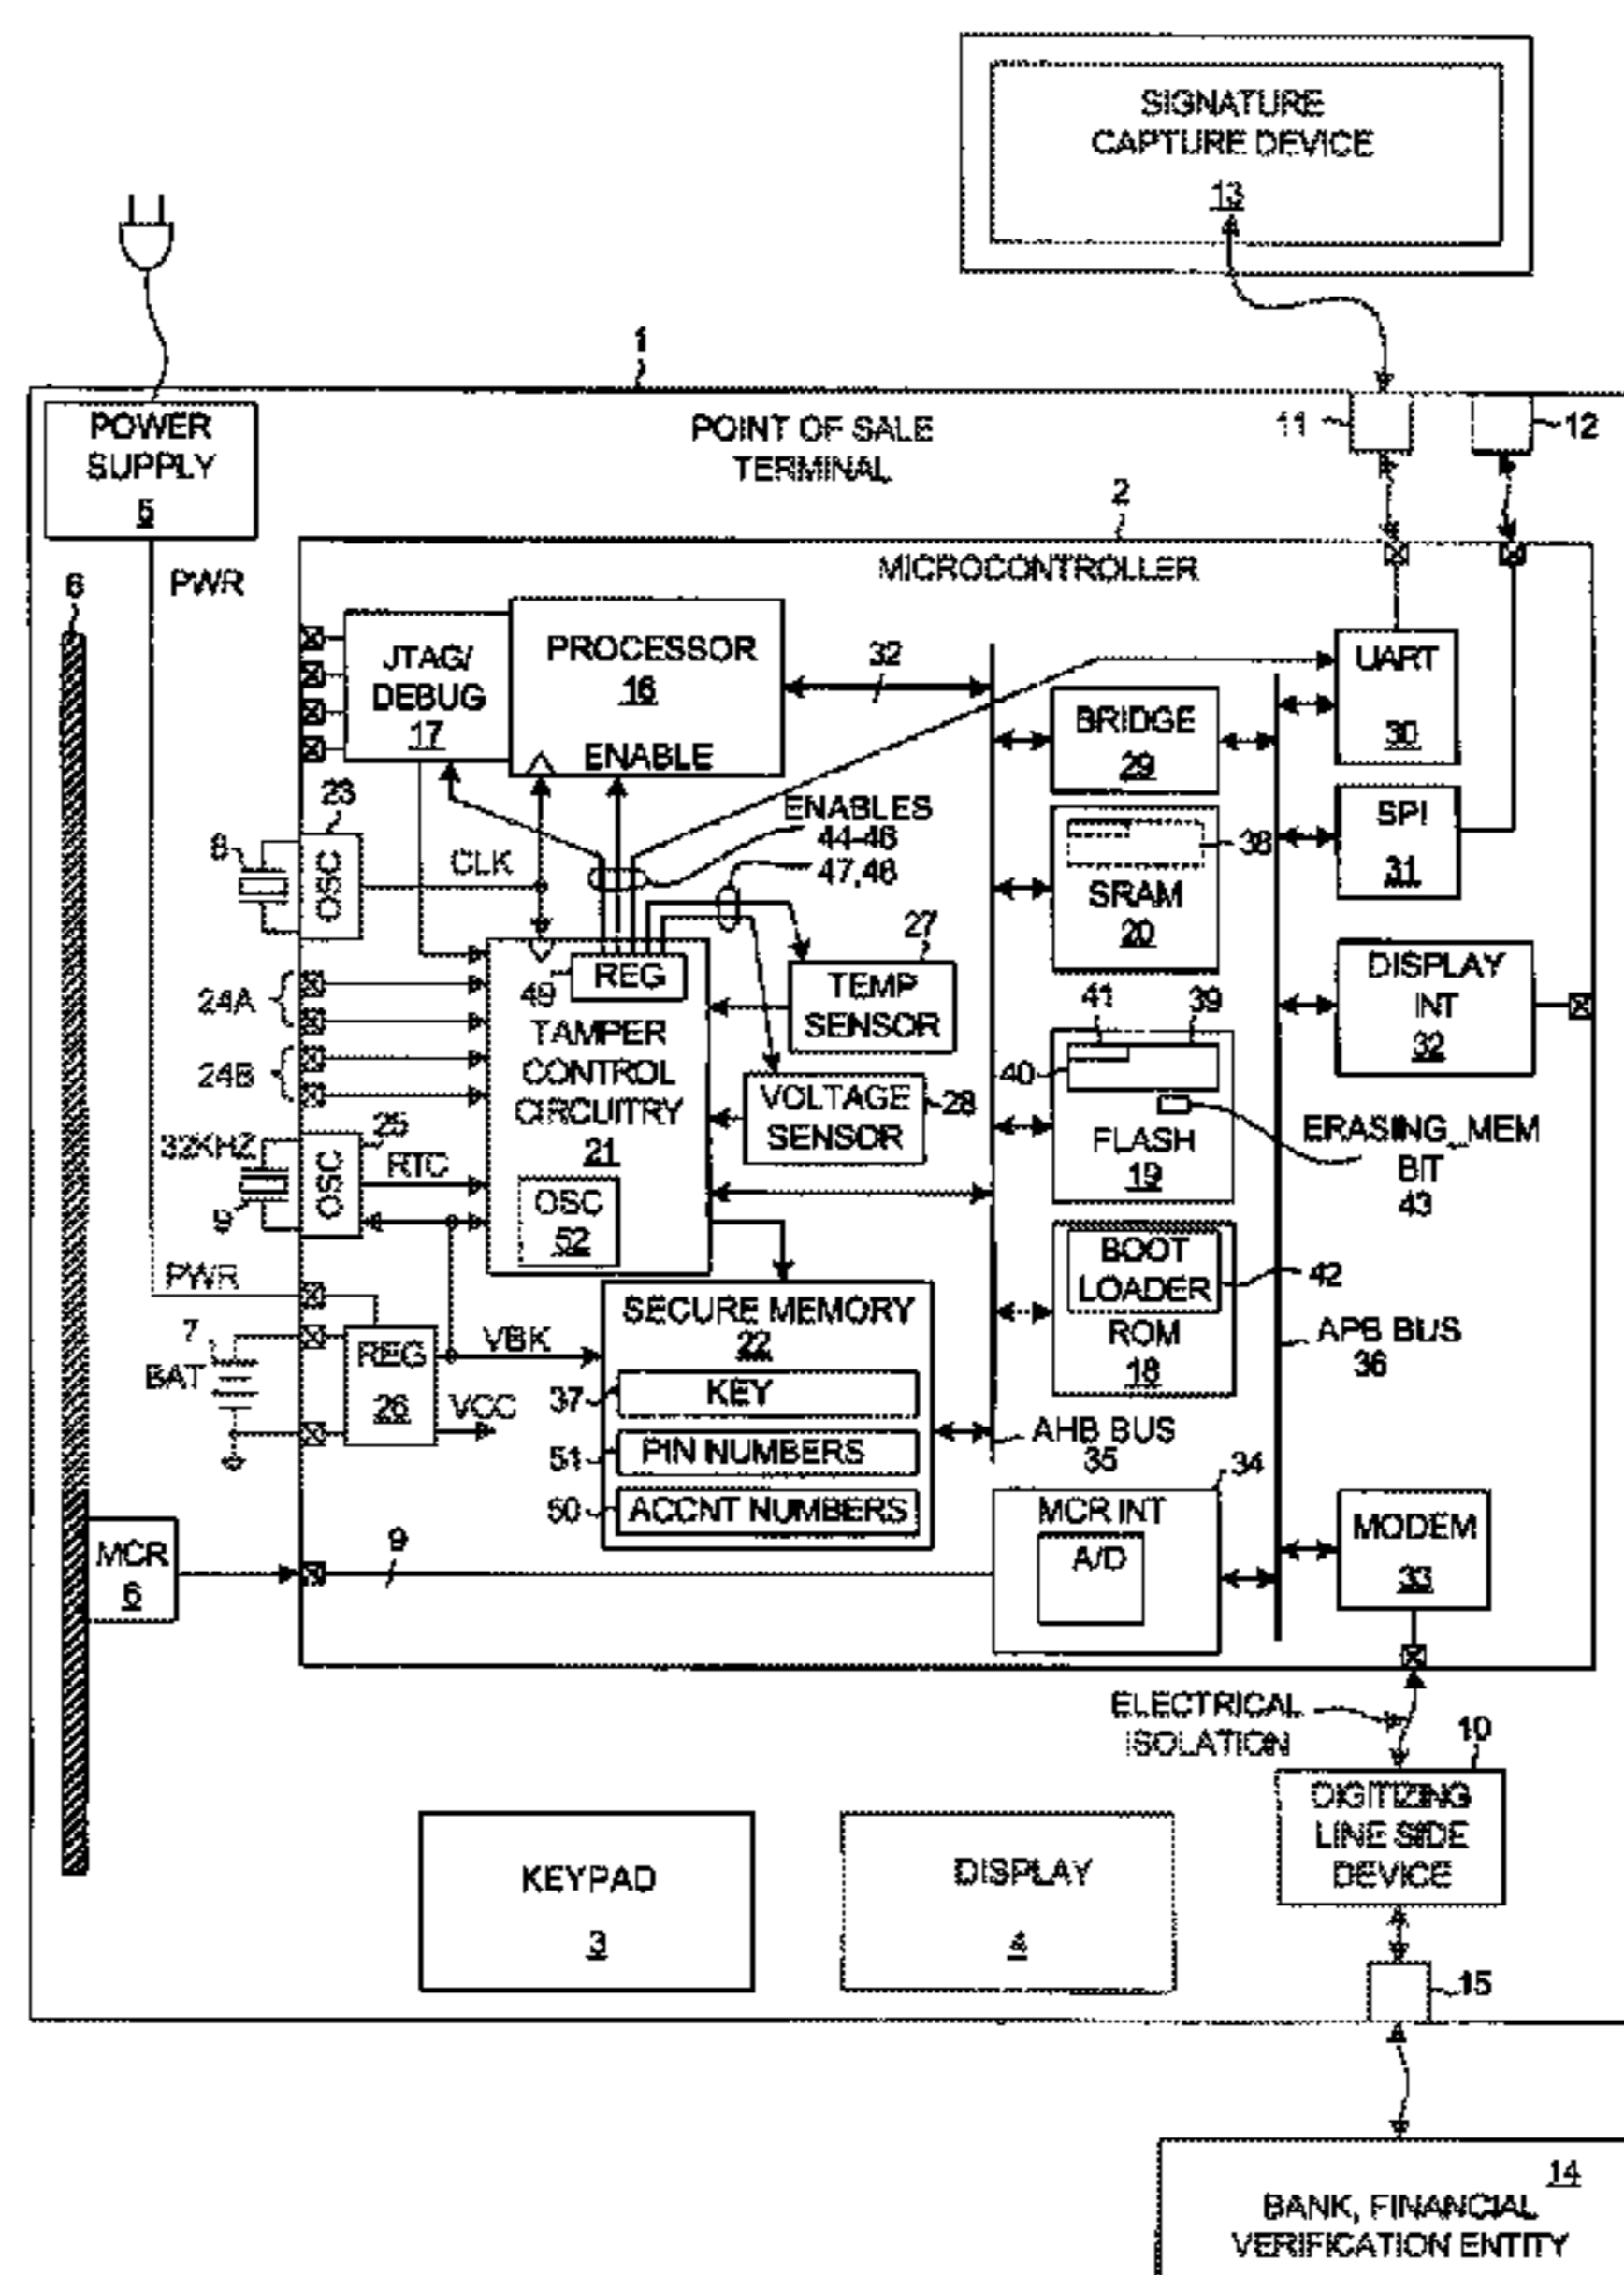 SIGNATURE
CAPTURE DEVICE
13
1
POWER
SUPPLY
5
POINT OF SALE
TERMINAL
11
12
2
MICROCONTROLLER
6
PWR
JTAG/
DEBUG
17
PROCESSOR
16
ENABLE
32
UART
30
BRIDGE
29
23
8
OSC
CLK
ENABLES
44-46
47,48
38
SRAM
20
SPI
31
27
49
REG
TEMP
SENSOR
24A
24B
TAMPER
CONTROL
CIRCUITRY
21
DISPLAY
INT
32
41
39
40
VOLTAGE
SENSOR
28
FLASH
19
ERASING_MEM
BIT
43
25
32KHZ
OSC
RTC
9
OSC
52
PWR
BOOT
LOADER
42
ROM
18
SECURE MEMORY
22
7
BAT
REG
26
VBK
VCC
APB BUS
36
37
KEY
51
PIN NUMBERS
50
ACCNT NUMBERS
AHB BUS
35
34
MCR INT
A/D
MCR
6
9
MODEM
33
ELECTRICAL
ISOLATION
10
DIGITIZING
LINE SIDE
DEVICE
KEYPAD
3
DISPLAY
4
15
14
BANK, FINANCIAL
VERIFICATION ENTITY